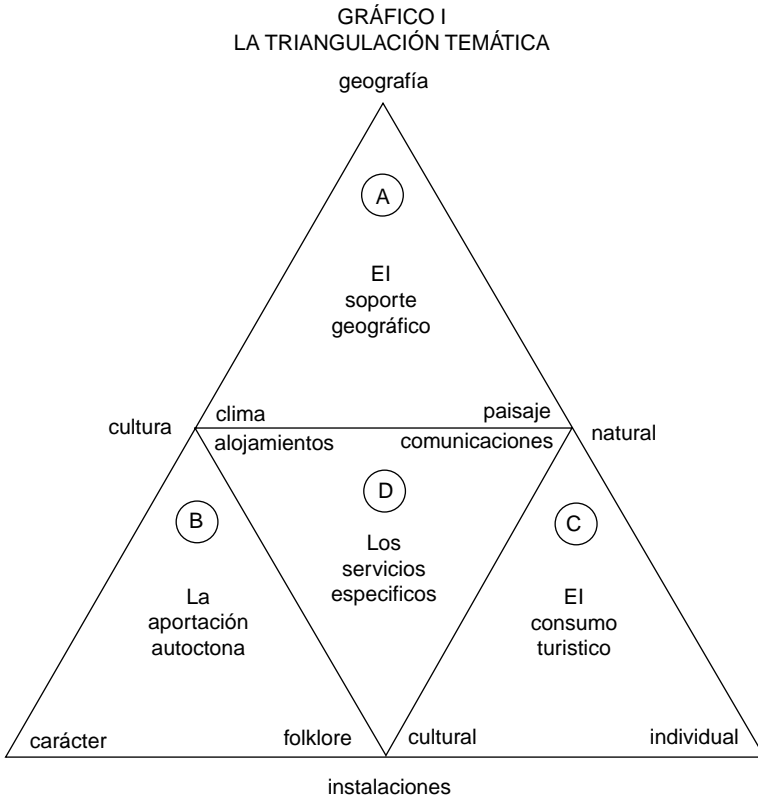 GRÁFICO I
LA TRIANGULACIÓN TEMÁTICA
geografía
A
El
soporte
geográfico
clima paisaje
cultura natural
alojamientos comunicaciones
D
B C
Los
servicios
especificos
La
aportación
autoctona
El
consumo
turistico
carácter folklore cultural individual
instalaciones